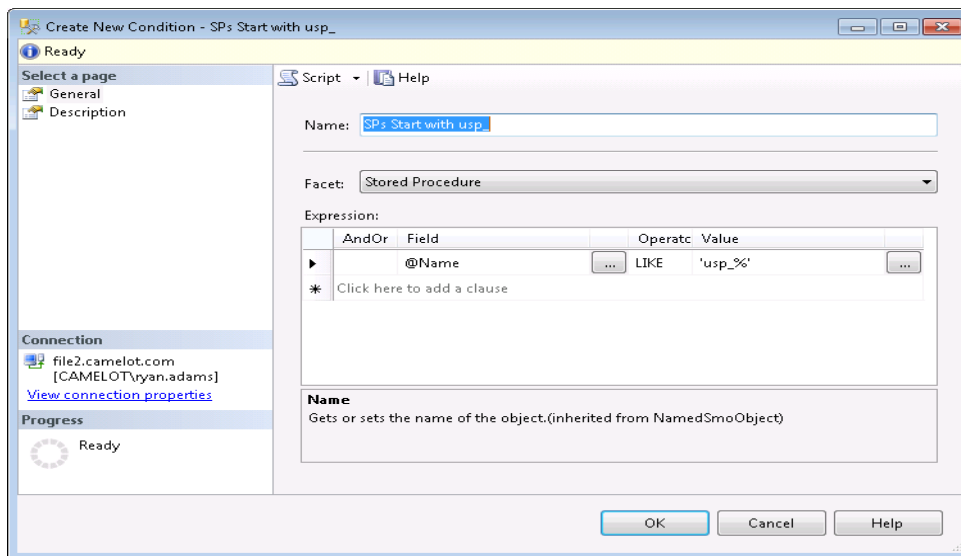 Create New Condition - SPs Start with usp_
Ready
Select a page
General
Description
Script
Help
Name:
SPs Start with usp_
Facet:
Stored Procedure
Expression:
AndOr Field Operatc Value
@Name ... LIKE 'usp_%' ...
Click here to add a clause
Connection
file2.camelot.com
[CAMELOT\ryan.adams]
View connection properties
Progress
Ready
Name
Gets or sets the name of the object.(inherited from NamedSmoObject)
OK
Cancel
Help